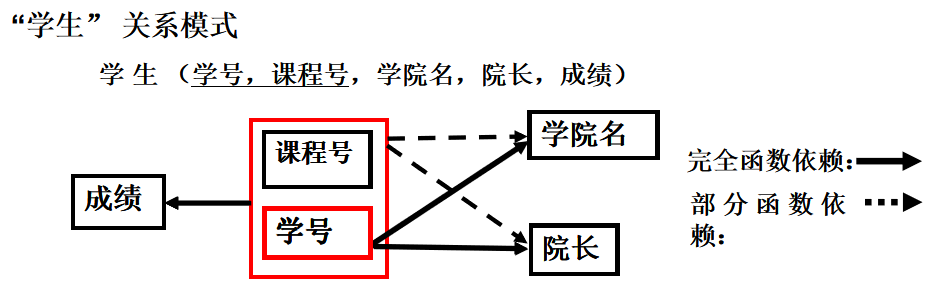 “学生” 关系模式
学 生 （学号，课程号，学院名，院长，成绩）
课程号
学院名
完全函数依赖：
成绩
学号
部 分 函 数 依
赖：
院长